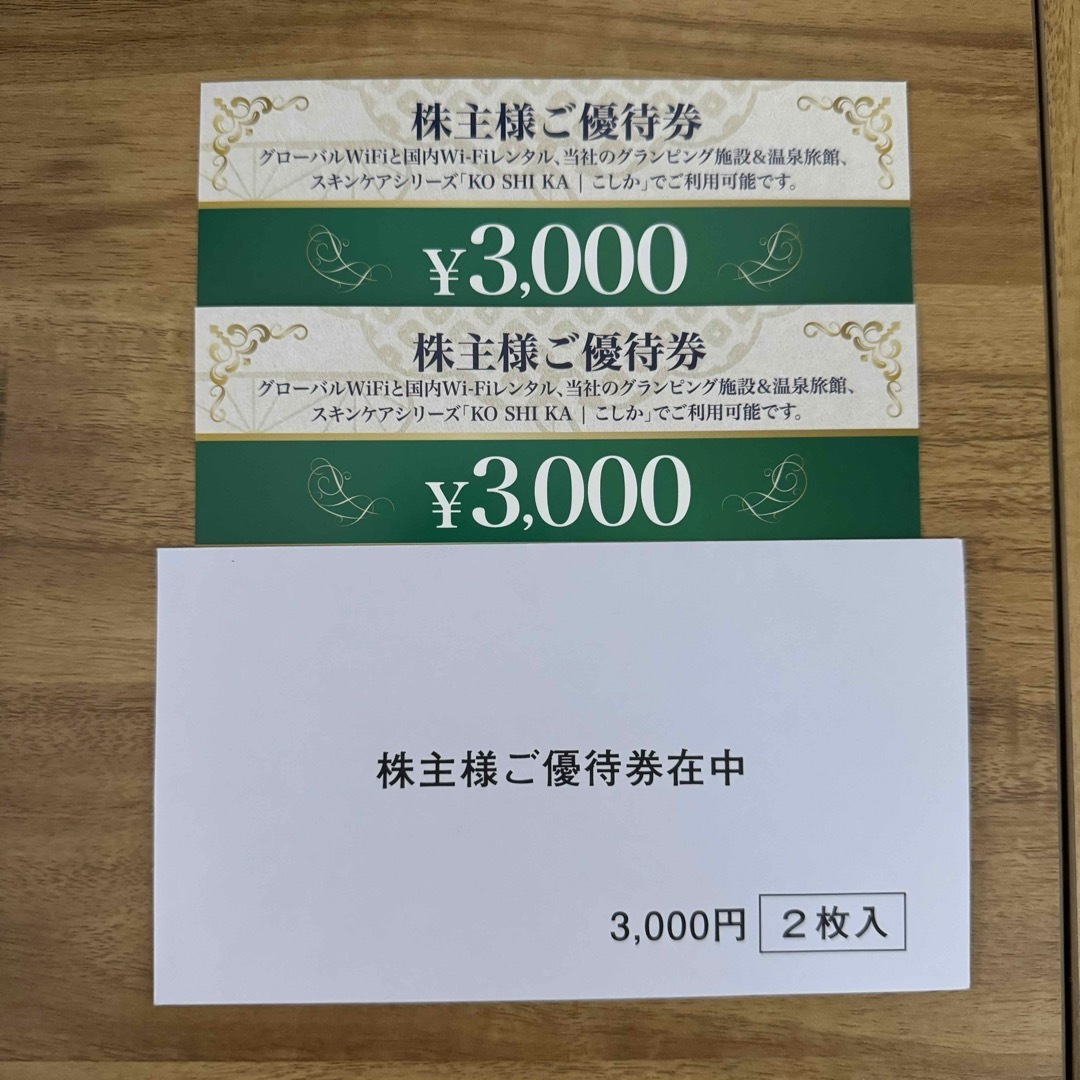 株主様ご優待券
グローバルWiFiと国内Wi-Fiレンタル、当社のグランピング施設&温泉旅館、
スキンケアシリーズ「KO SHI KA | こしか」でご利用可能です。
¥3,000
株主様ご優待券
グローバルWiFiと国内Wi-Fiレンタル、当社のグランピング施設&温泉旅館、
スキンケアシリーズ「KO SHI KA | こしか」でご利用可能です。
¥3,000
株主様ご優待券在中
3,000円 2枚入